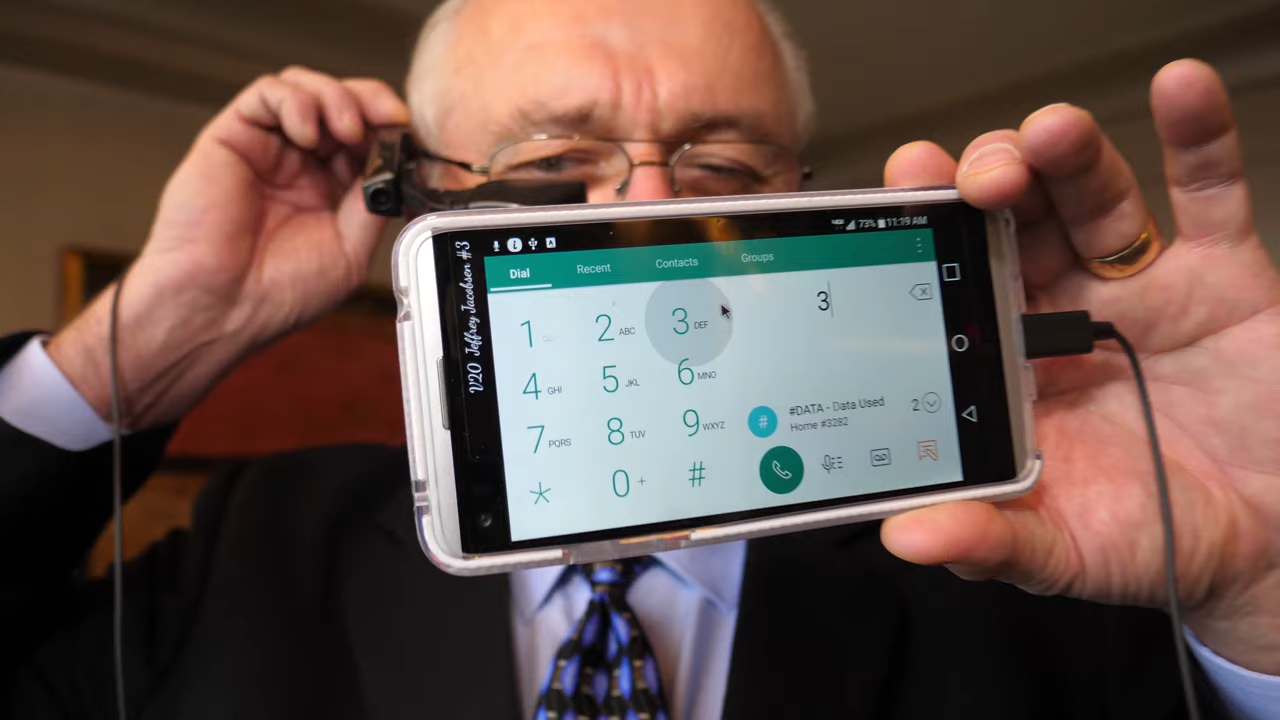 V20 Jeffrey Jacobsen #3
73% 11:19 AM
Dial Recent Contacts Groups
1 2 ABC 3 DEF
3
4 GHI 5 JKL 6 MNO
7 PQRS 8 TUV 9 WXYZ
* 0 + #
# #DATA - Data Used 2
Home #3282